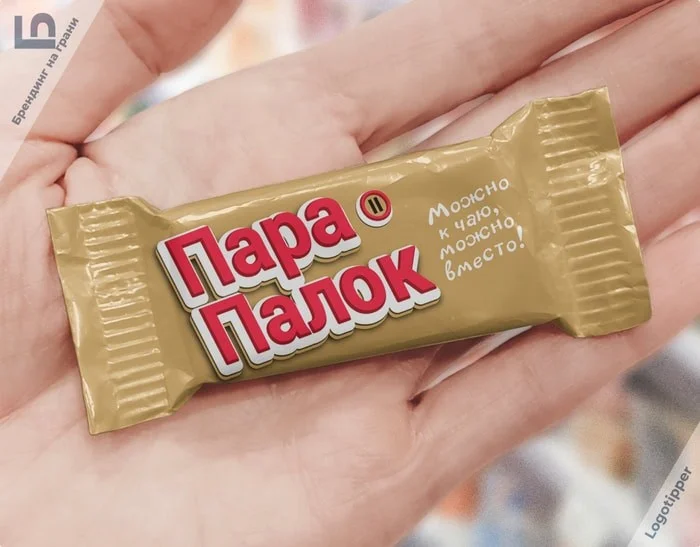 Брендинг на грани
Пара
Палок
Можно
к чаю,
можно
вместо!
Logotipper